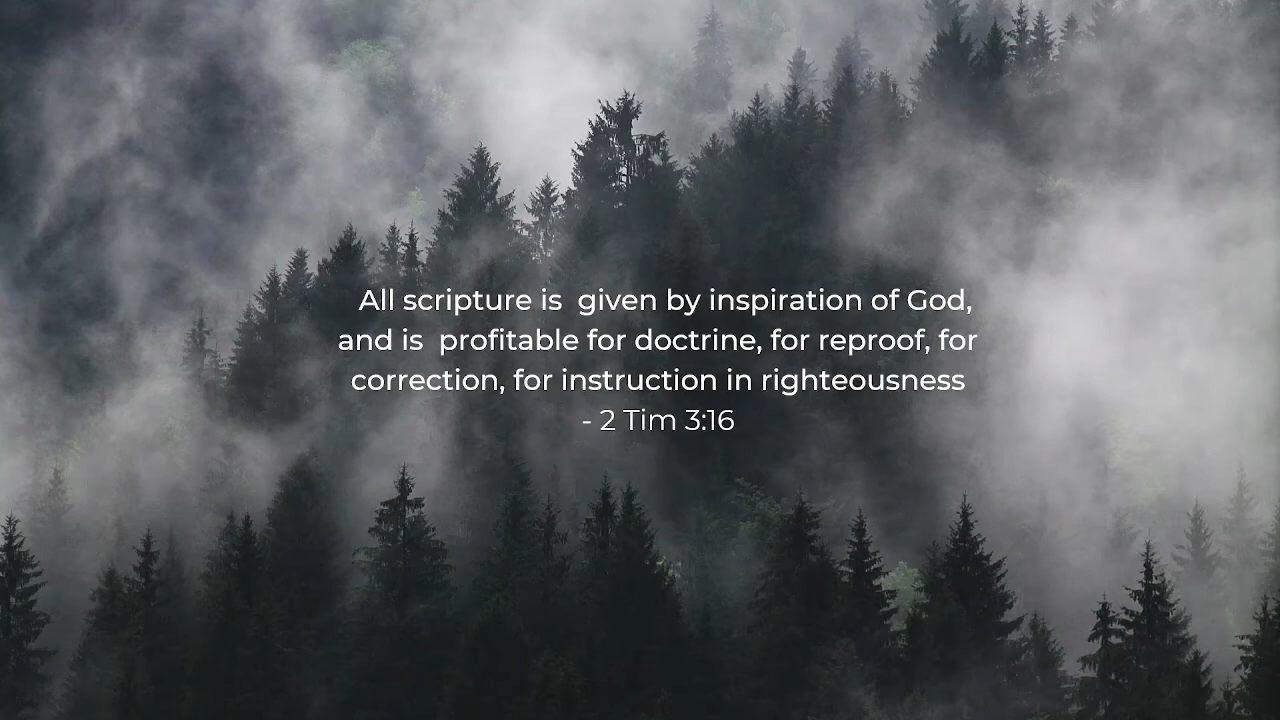 All scripture is  given by inspiration of God,
and is  profitable for doctrine, for reproof, for
correction, for instruction in righteousness
- 2 Tim 3:16